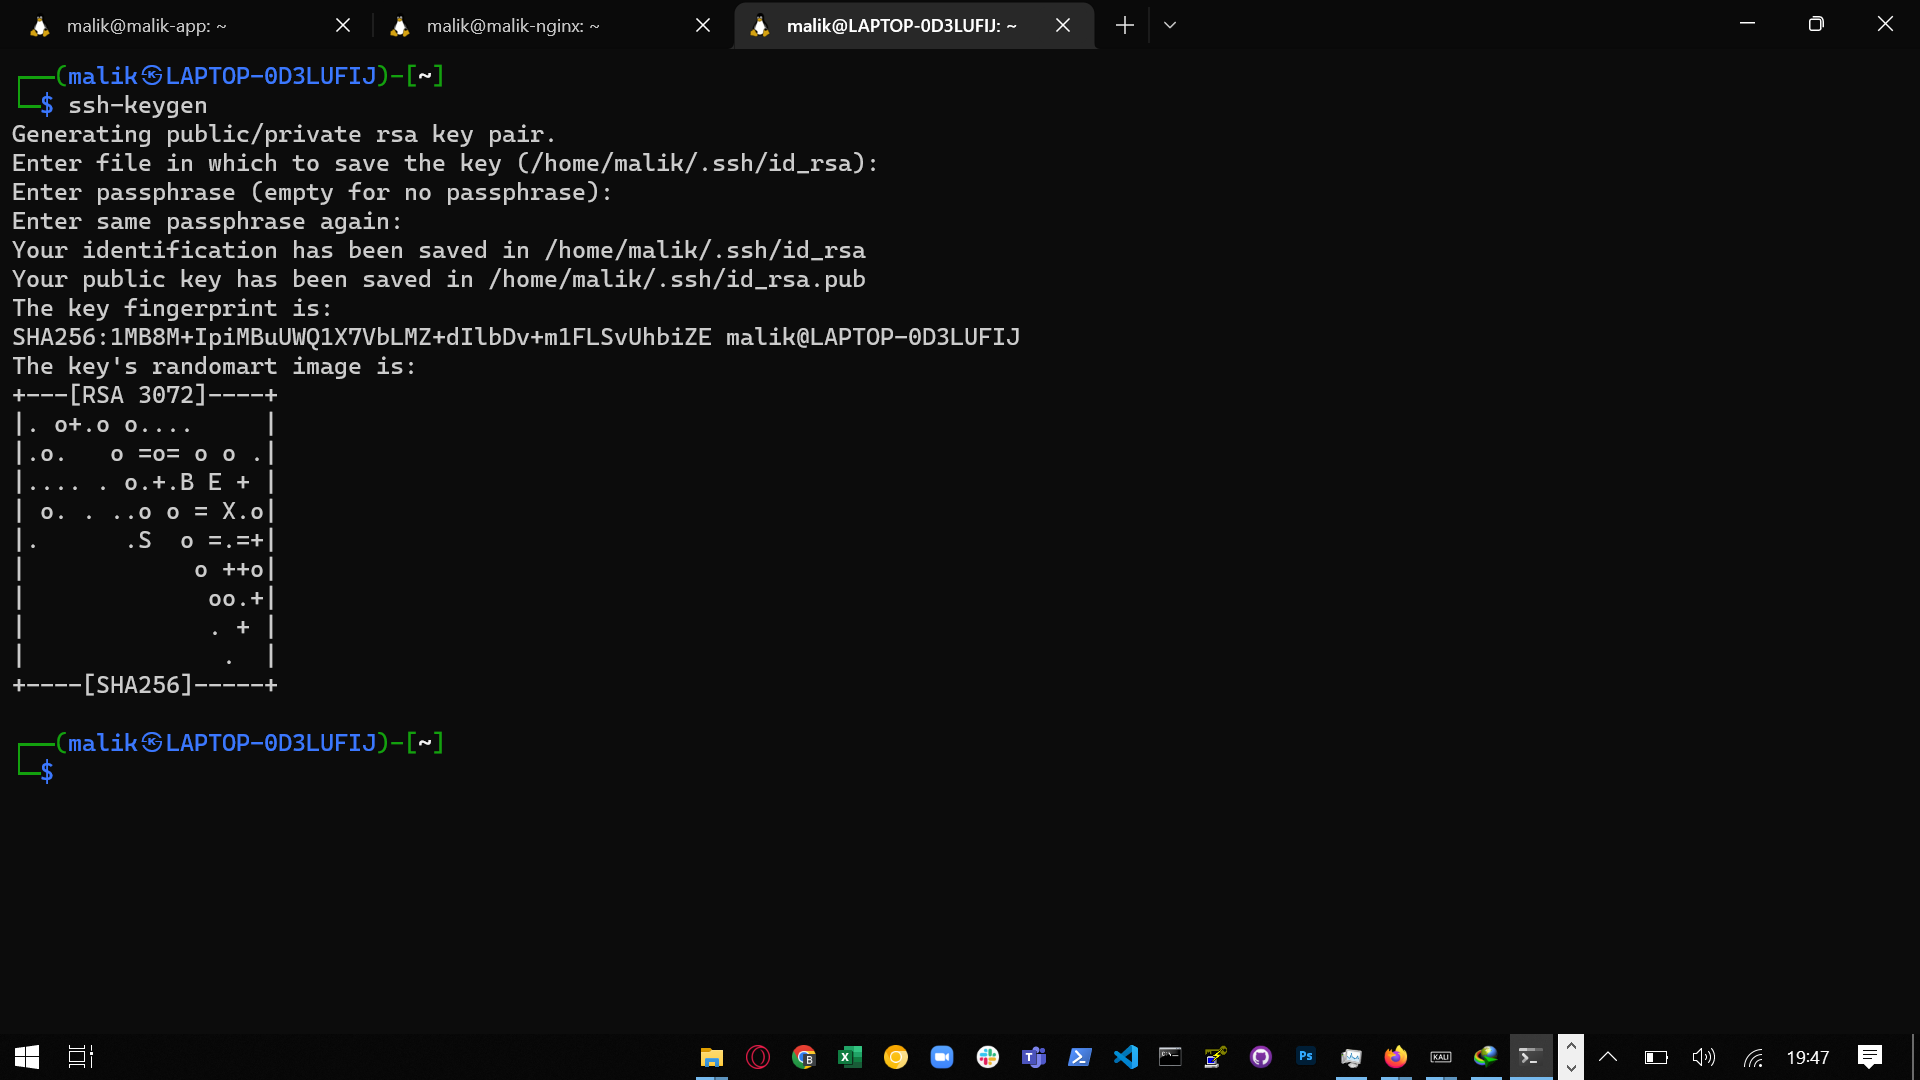 malik@malik-app: ~
malik@malik-nginx: ~
malik@LAPTOP-0D3LUFIJ: ~
┌──(malik㉿LAPTOP-0D3LUFIJ)-[~]
└─$ ssh-keygen
Generating public/private rsa key pair.
Enter file in which to save the key (/home/malik/.ssh/id_rsa):
Enter passphrase (empty for no passphrase):
Enter same passphrase again:
Your identification has been saved in /home/malik/.ssh/id_rsa
Your public key has been saved in /home/malik/.ssh/id_rsa.pub
The key fingerprint is:
SHA256:1MB8M+IpiMBuUWQ1X7VbLMZ+dIlbDv+m1FLSvUhbiZE malik@LAPTOP-0D3LUFIJ
The key's randomart image is:
+---[RSA 3072]----+
|. o+.o o....     |
|.o.   o =o= o o .|
|.... . o.+.B E + |
| o. . ..o o = X.o|
|.       .S  o =.=+|
|            o ++o|
|             oo.+|
|             . + |
|              .  |
+----[SHA256]-----+
┌──(malik㉿LAPTOP-0D3LUFIJ)-[~]
└─$
19:47